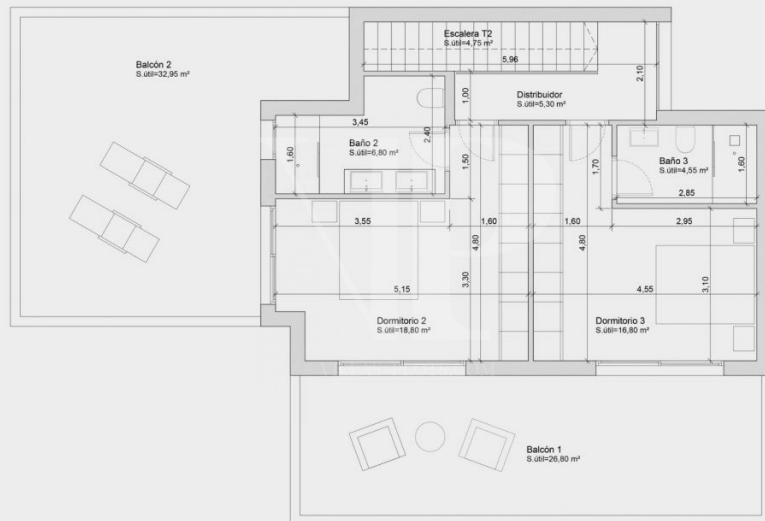 Escalera T2
S.útil=4,75 m²
5,96
2,10
Balcón 2
S.útil=32,95 m²
1,00
Distribuidor
S.útil=5,30 m²
3,45
2,40
1,60
Baño 2
S.útil=6,80 m²
1,50
1,70
Baño 3
S.útil=4,55 m²
1,60
2,85
3,55
1,60
4,80
1,60
4,80
2,95
3,30
3,10
5,15
4,55
Dormitorio 2
S.útil=18,80 m²
Dormitorio 3
S.útil=16,80 m²
Balcón 1
S.útil=26,80 m²